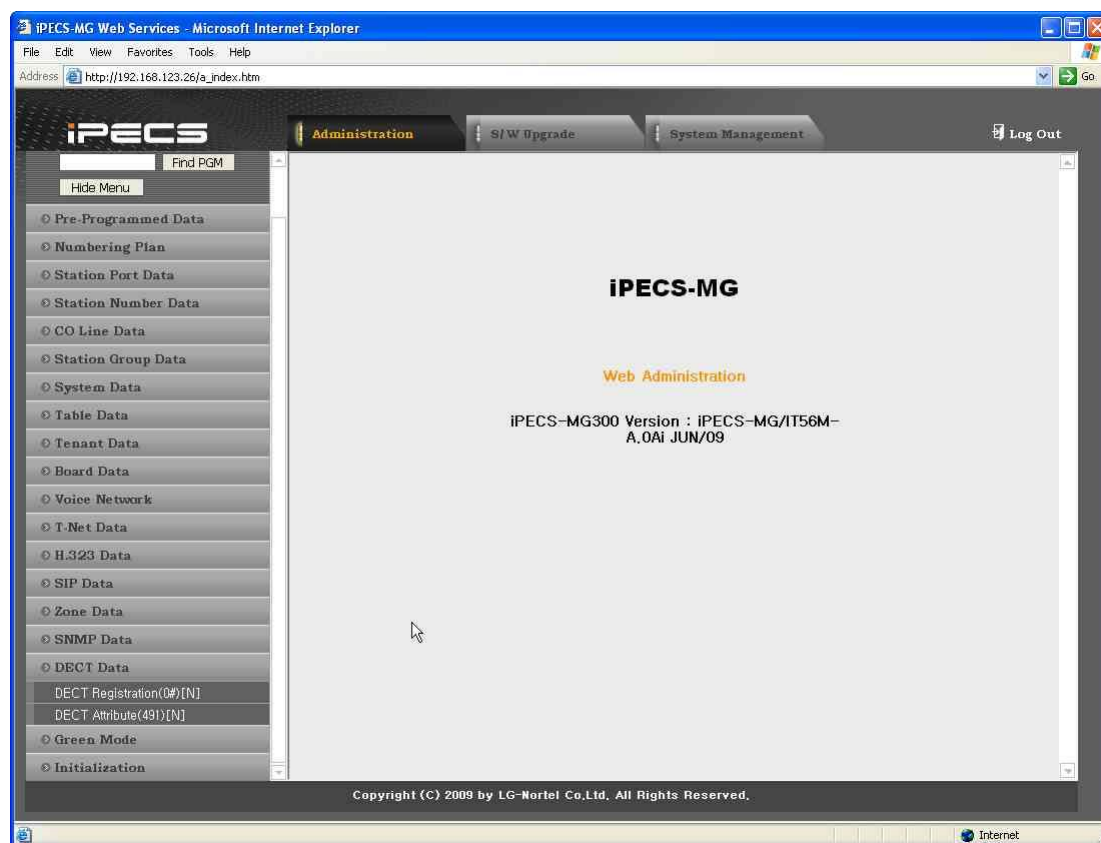 iPECS-MG Web Services - Microsoft Internet Explorer
File Edit View Favorites Tools Help
Address http://192.168.123.26/a_index.htm Go
iPECS
Administration
S/W Upgrade
System Management
Log Out
Find PGM
Hide Menu
Pre-Programmed Data
Numbering Plan
Station Port Data
Station Number Data
CO Line Data
Station Group Data
System Data
Table Data
Tenant Data
Board Data
Voice Network
T-Net Data
H.323 Data
SIP Data
Zone Data
SNMP Data
DECT Data
DECT Registration(0#)[N]
DECT Attribute(491)[N]
Green Mode
Initialization
iPECS-MG
Web Administration
iPECS-MG300 Version : iPECS-MG/IT56M-
A.0Ai JUN/09
Copyright (C) 2009 by LG-Nortel Co,Ltd, All Rights Reserved,
Internet